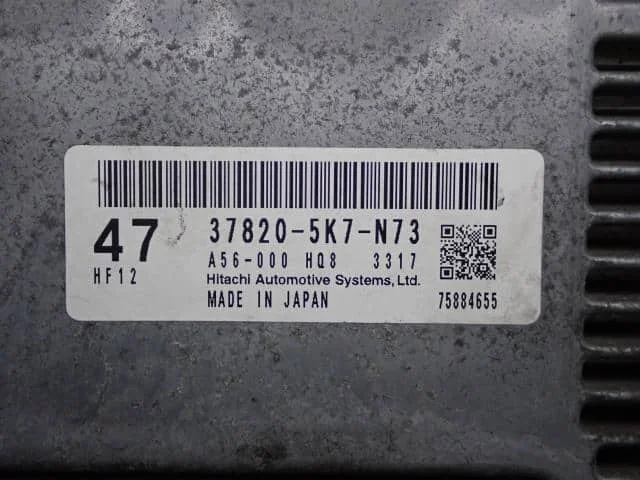 47 37820-5K7-N73
HF12 A56-000 HQ8 3317
Hitachi Automotive Systems, Ltd.
MADE IN JAPAN 75884655